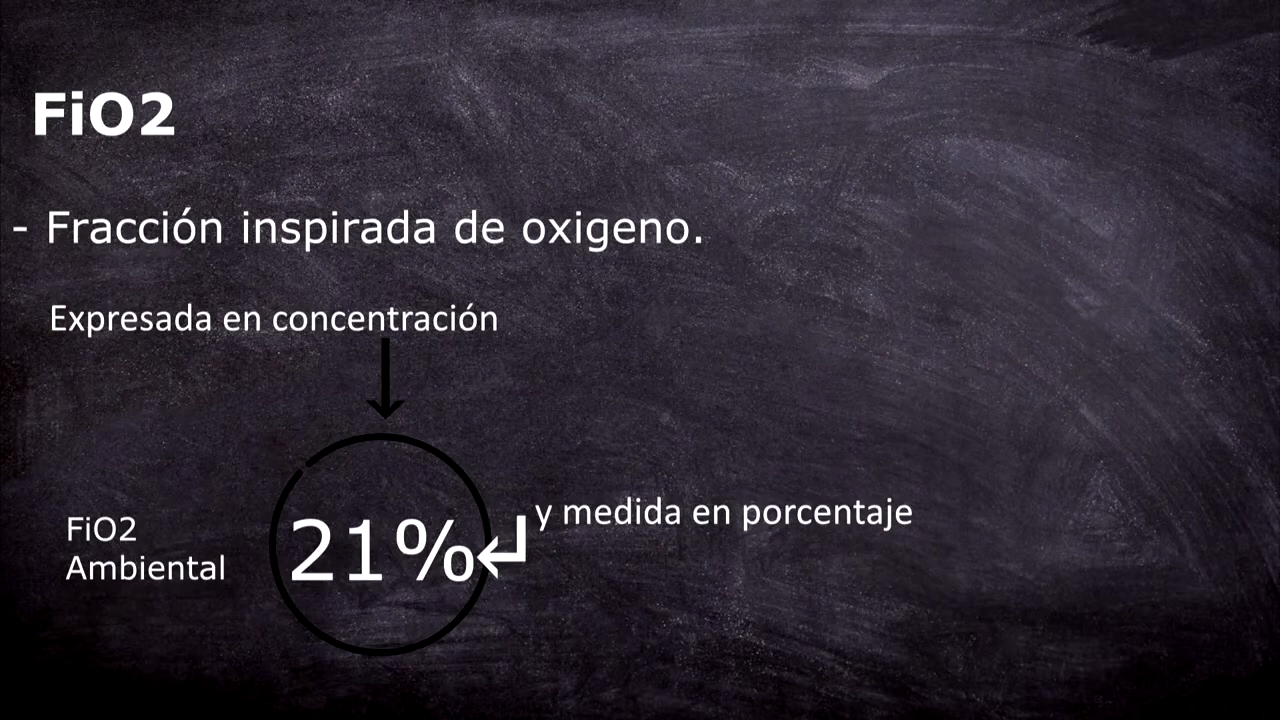 FiO2
- Fracción inspirada de oxigeno.
Expresada en concentración
y medida en porcentaje
FiO2
Ambiental
21%